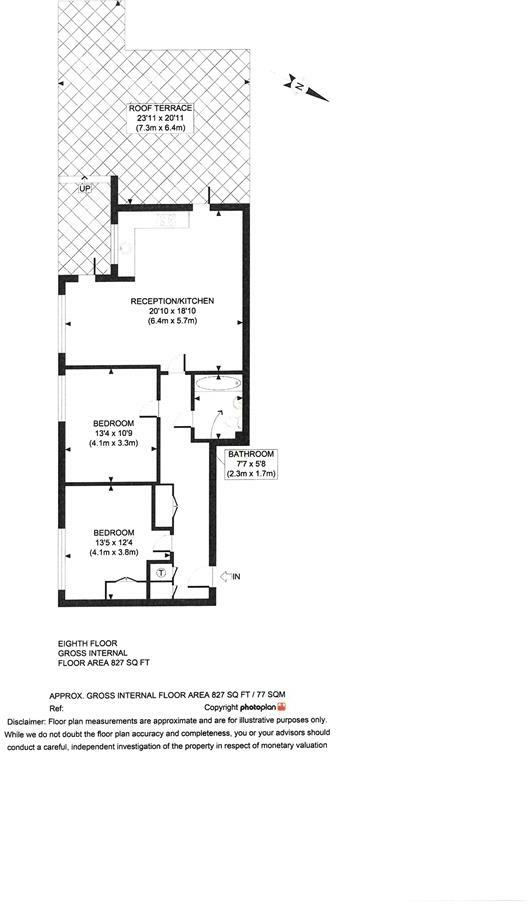 N
ROOF TERRACE
23'11 x 20'11
(7.3m x 6.4m)
UP
RECEPTION/KITCHEN
20'10 x 18'10
(6.4m x 5.7m)
BEDROOM
13'4 x 10'9
(4.1m x 3.3m)
BATHROOM
7'7 x 5'8
(2.3m x 1.7m)
BEDROOM
13'5 x 12'4
(4.1m x 3.8m)
T
IN
EIGHTH FLOOR
GROSS INTERNAL
FLOOR AREA 827 SQ FT
APPROX. GROSS INTERNAL FLOOR AREA 827 SQ FT / 77 SQM
Ref: Copyright photoplan
Disclaimer: Floor plan measurements are approximate and are for illustrative purposes only.
While we do not doubt the floor plan accuracy and completeness, you or your advisors should
conduct a careful, independent investigation of the property in respect of monetary valuation